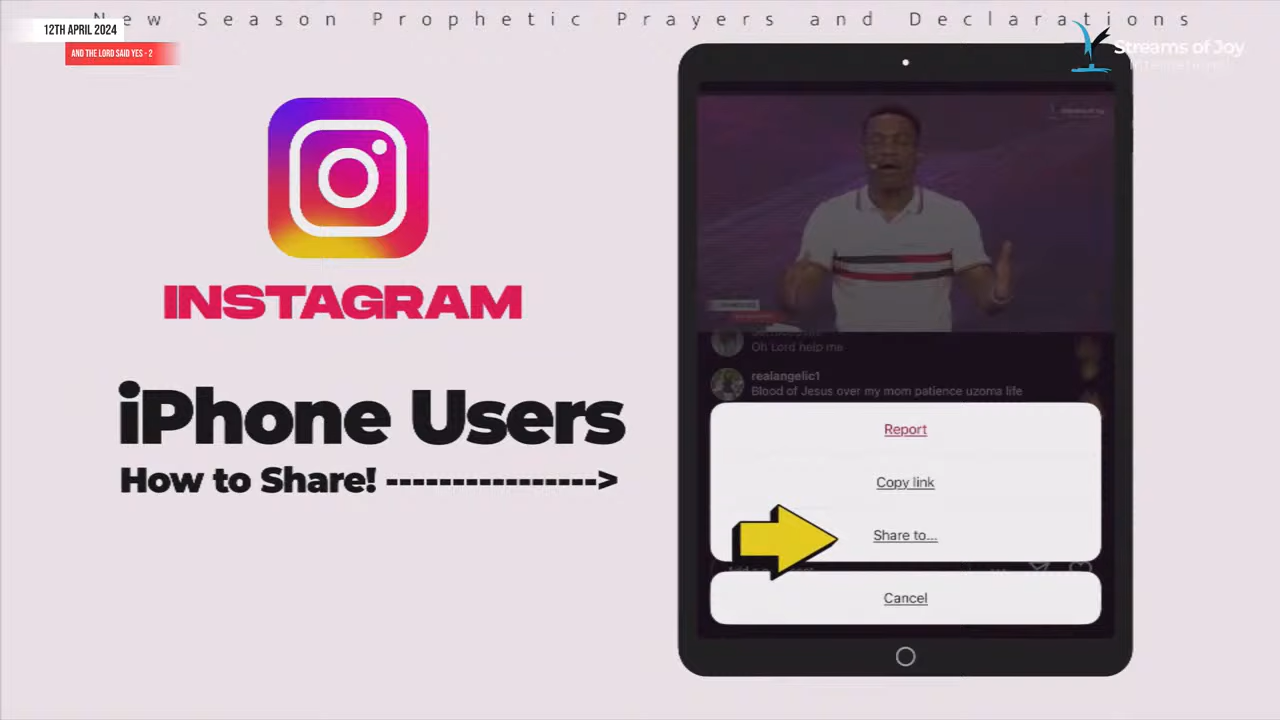 New Season Prophetic Prayers and Declarations
12TH APRIL 2024
AND THE LORD SAID YES - 2
Streams of Joy
International
INSTAGRAM
iPhone Users
How to Share! ---------------->
Oh Lord help me
realangelic1
Blood of Jesus over my mom patience uzoma life
Report
Copy link
Share to...
Cancel